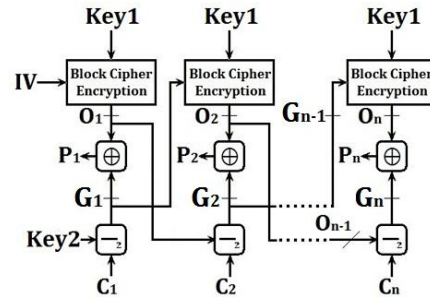 Key1 Key1 Key1
IV Block Cipher Encryption Block Cipher Encryption Block Cipher Encryption
O1 O2 Gn-1 On
P1 ⊕ P2 ⊕ Pn ⊕
G1 G2 Gn
On-1
Key2 −2 −2 −2
C1 C2 Cn